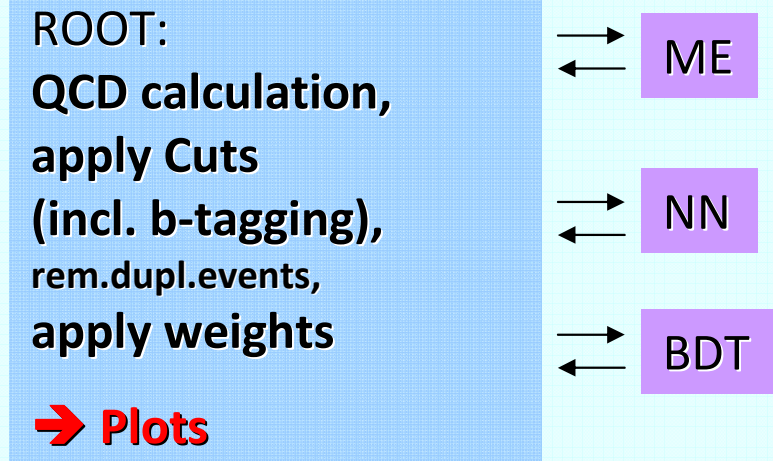 ROOT:
QCD calculation,
apply Cuts
(incl. b-tagging),
rem.dupl.events,
apply weights
➔ Plots
ME
NN
BDT